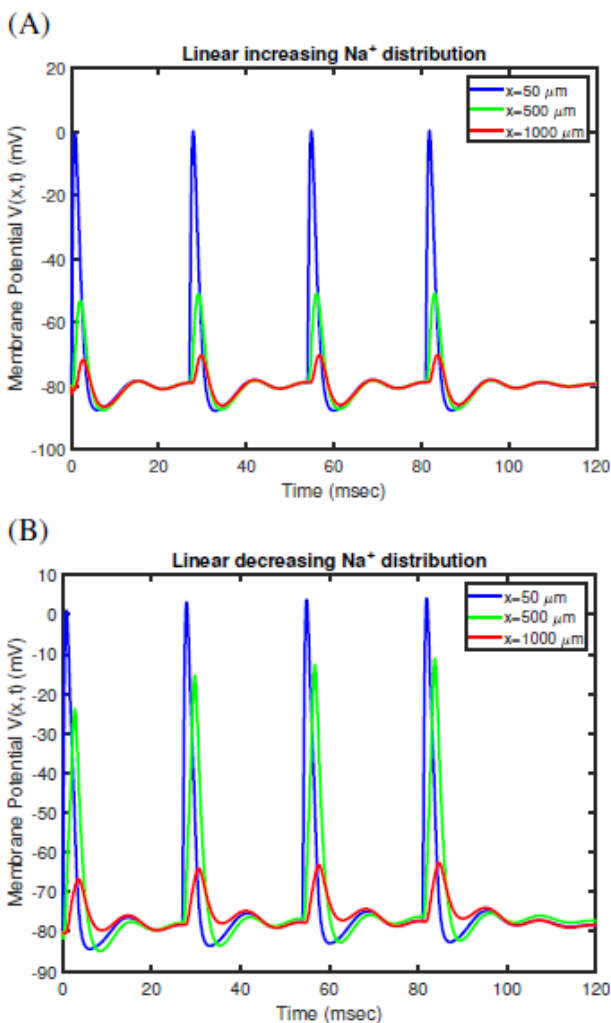 (A)
Linear increasing Na⁺ distribution
20
0
-20
-40
-60
-80
-100
Membrane Potential V(x,t) (mV)
x=50 μm
x=500 μm
x=1000 μm
0 20 40 60 80 100 120
Time (msec)
(B)
Linear decreasing Na⁺ distribution
10
0
-10
-20
-30
-40
-50
-60
-70
-80
-90
Membrane Potential V(x,t) (mV)
x=50 μm
x=500 μm
x=1000 μm
0 20 40 60 80 100 120
Time (msec)